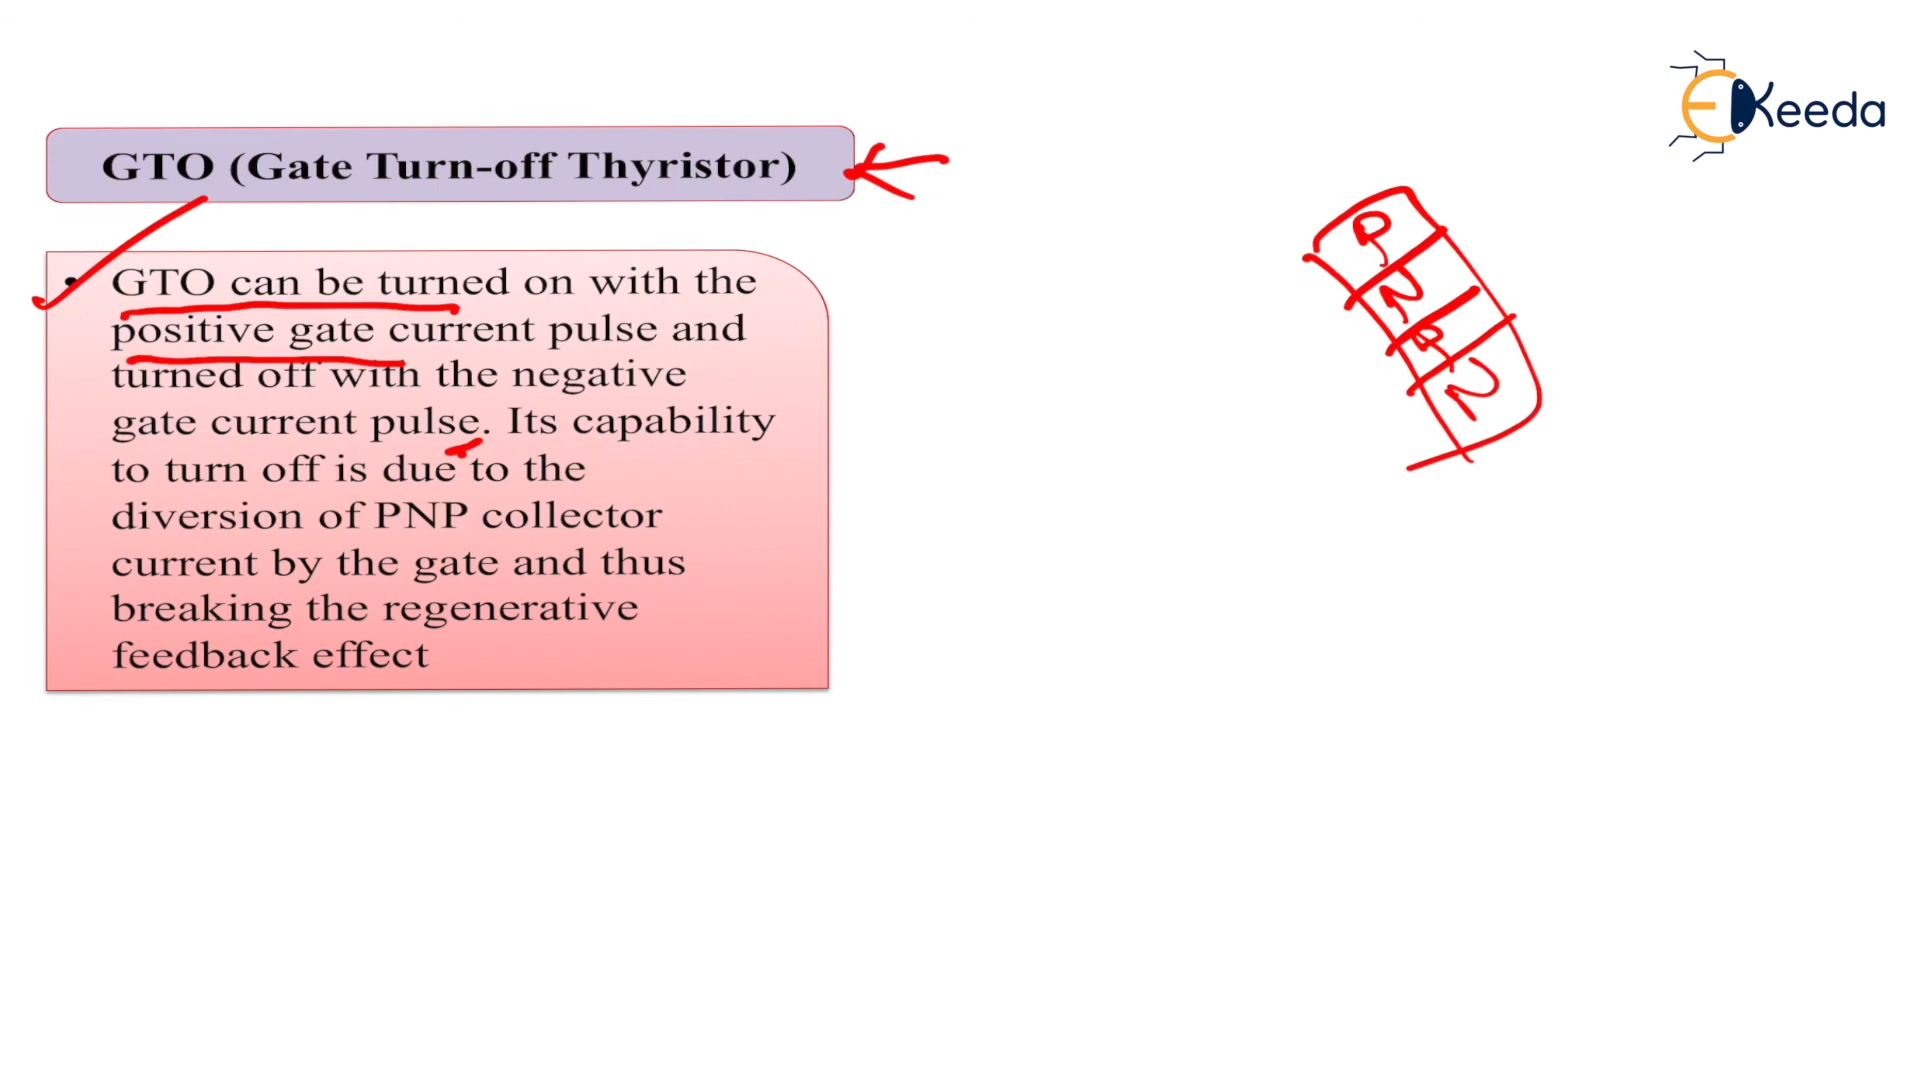 EKeeda
GTO (Gate Turn-off Thyristor)
• GTO can be turned on with the
positive gate current pulse and
turned off with the negative
gate current pulse. Its capability
to turn off is due to the
diversion of PNP collector
current by the gate and thus
breaking the regenerative
feedback effect
P
N
P
N